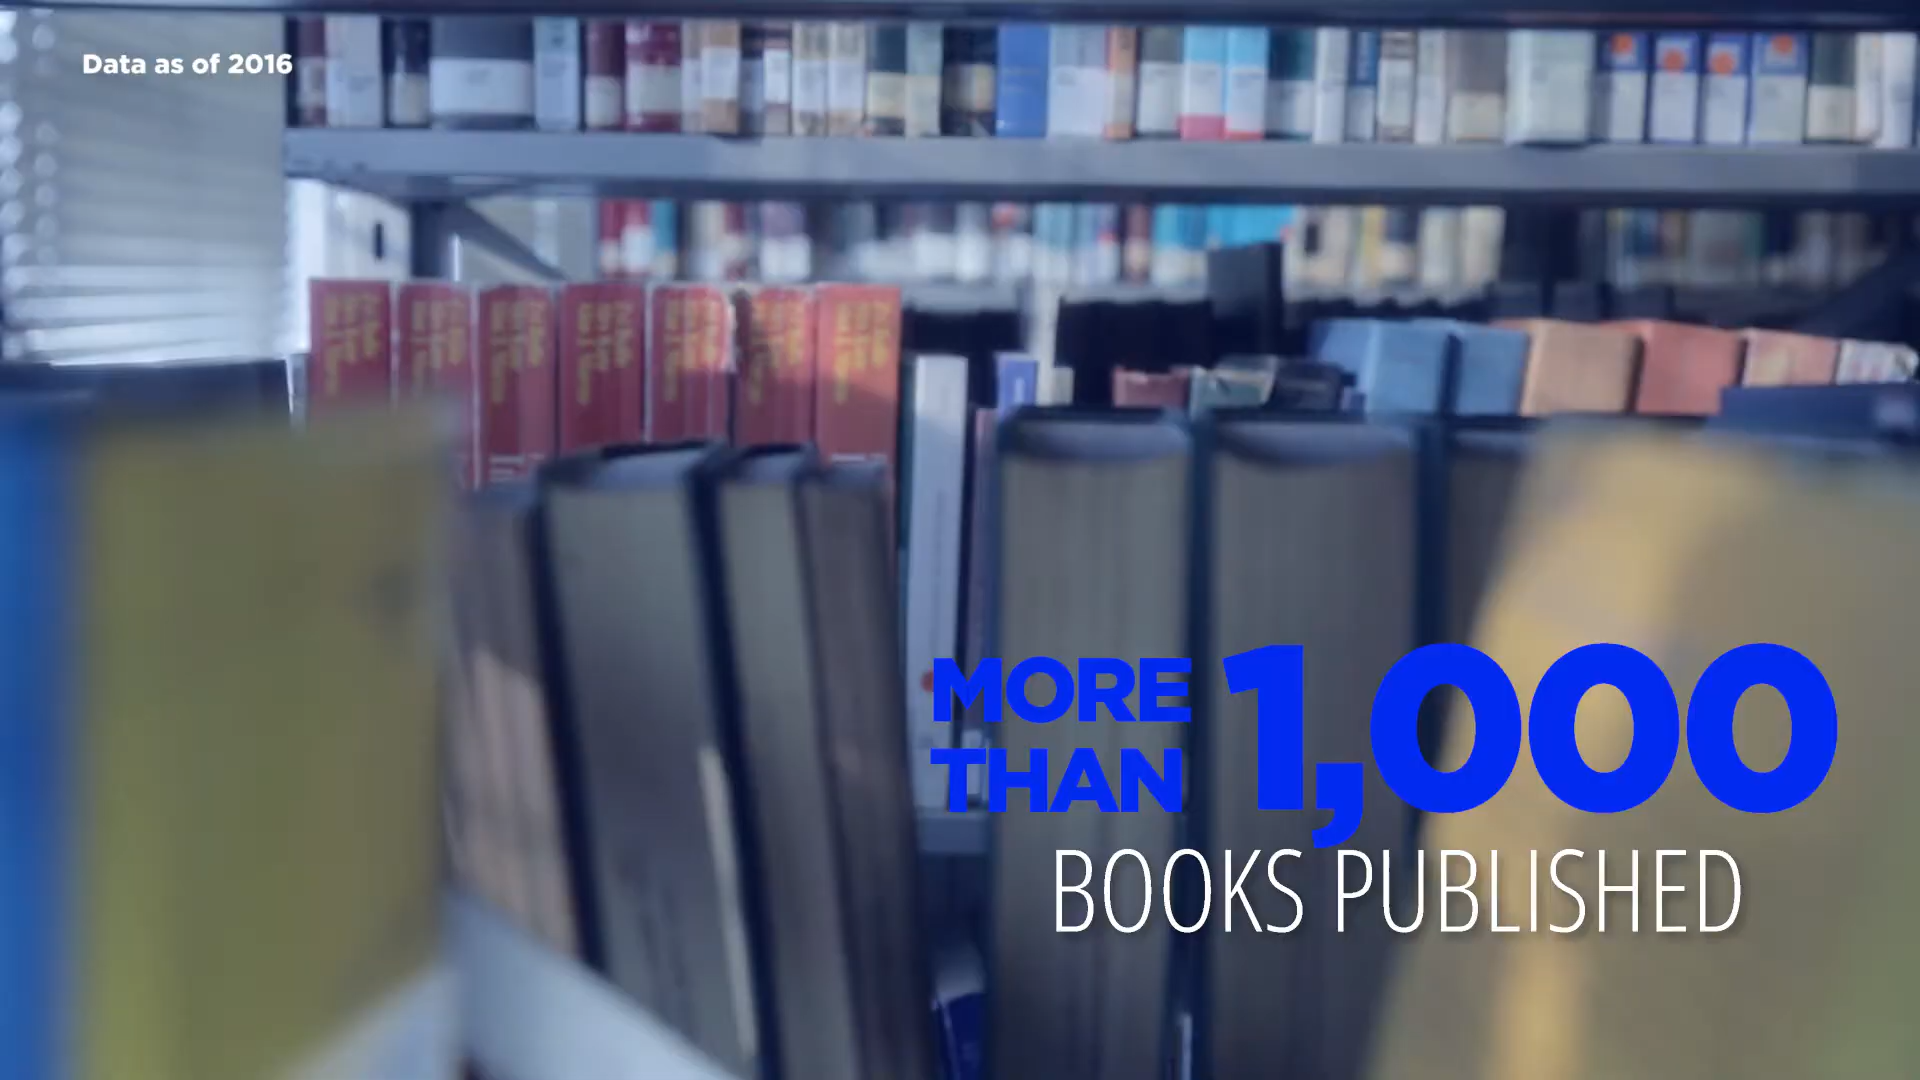 Data as of 2016
MORE
THAN 1,000
BOOKS PUBLISHED